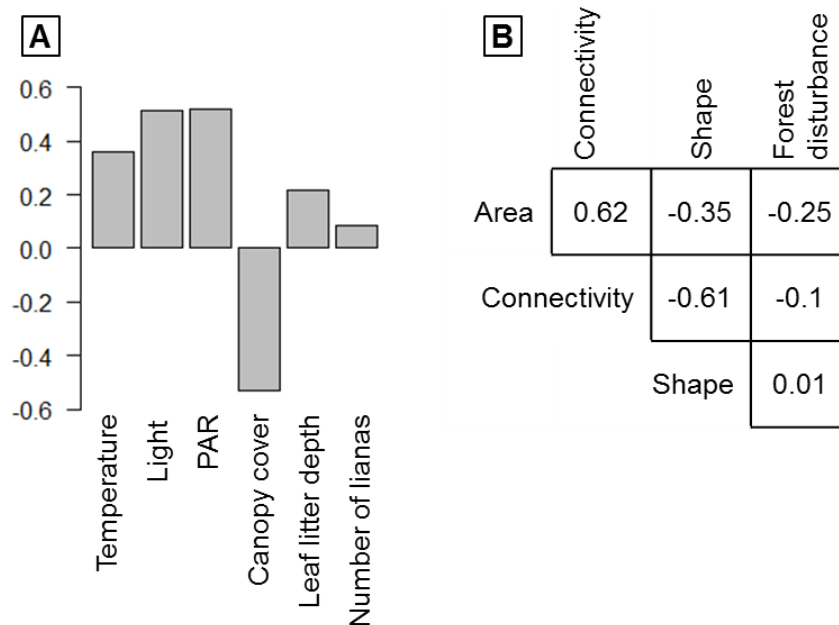 A
0.6
0.4
0.2
0.0
-0.2
-0.4
-0.6
Temperature
Light
PAR
Canopy cover
Leaf litter depth
Number of lianas
B
Connectivity
Shape
Forest
disturbance
Area 0.62 -0.35 -0.25
Connectivity -0.61 -0.1
Shape 0.01